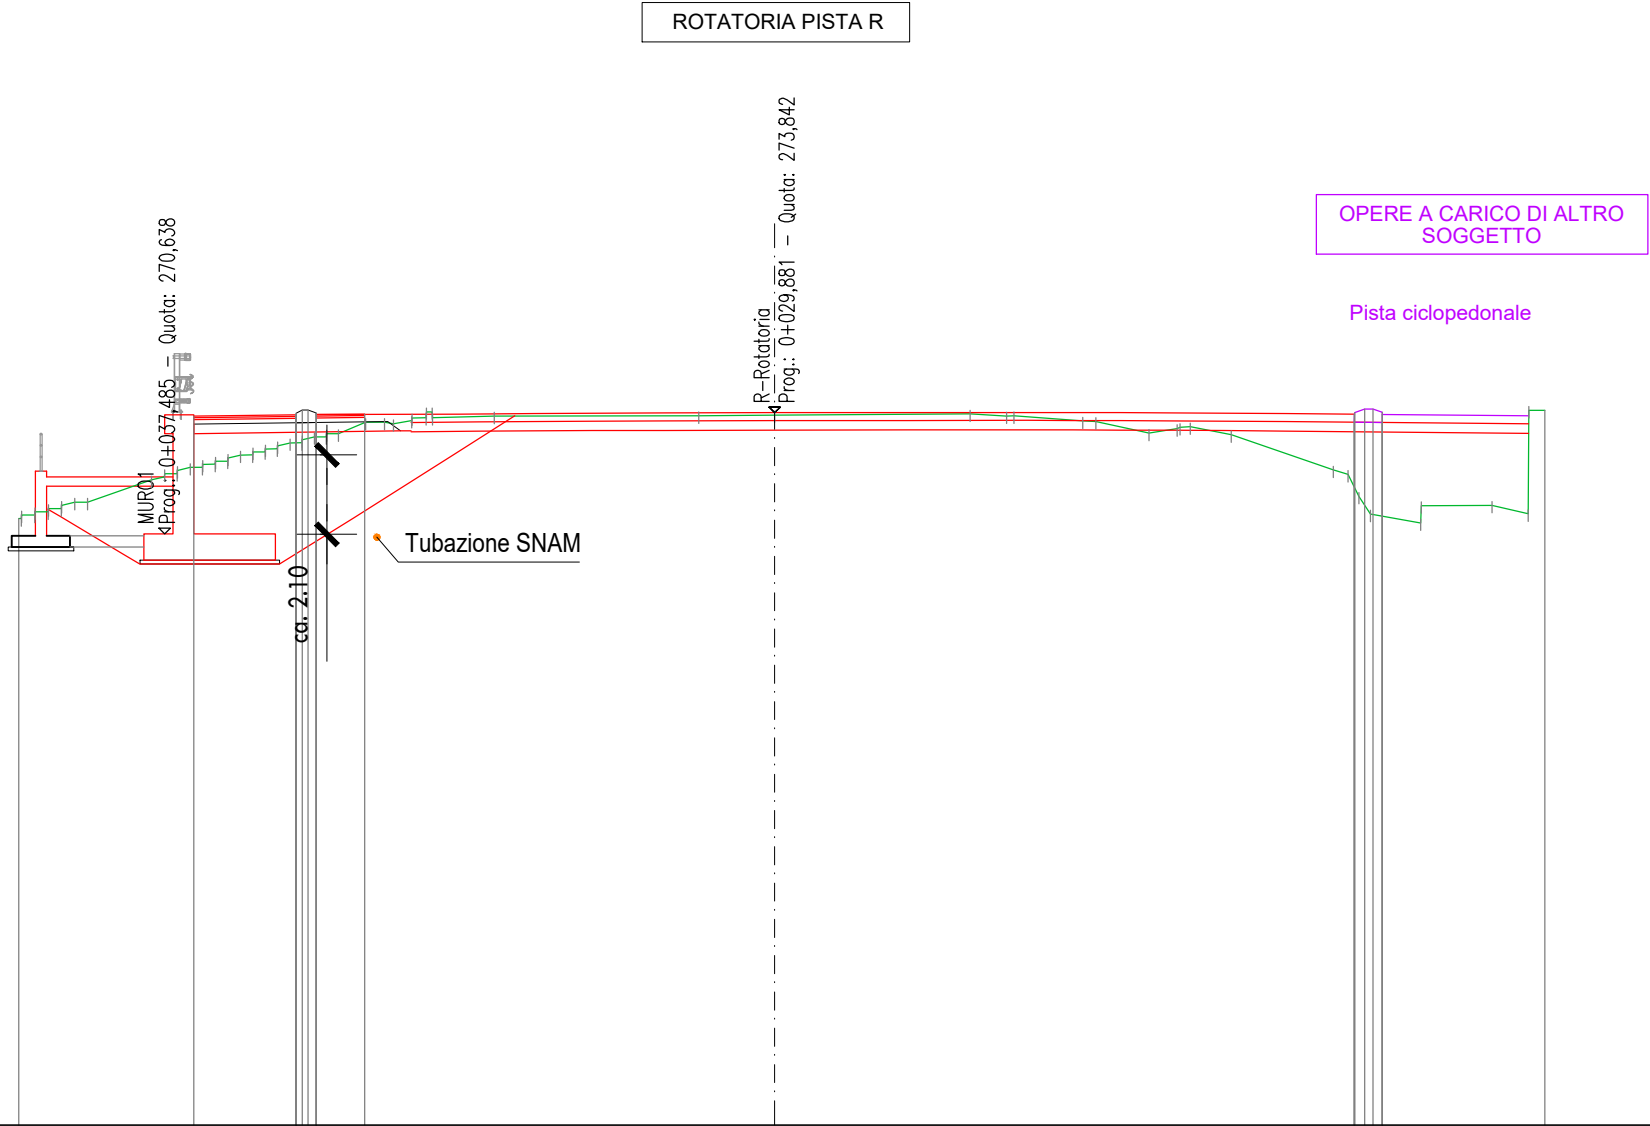 ROTATORIA PISTA R
R-Rotatoria
Prog.: 0+029,881 - Quota: 273,842
OPERE A CARICO DI ALTRO
SOGGETTO
Pista ciclopedonale
MURO1
Prog.: 0+037,485 - Quota: 270,638
Tubazione SNAM
ca. 2.10